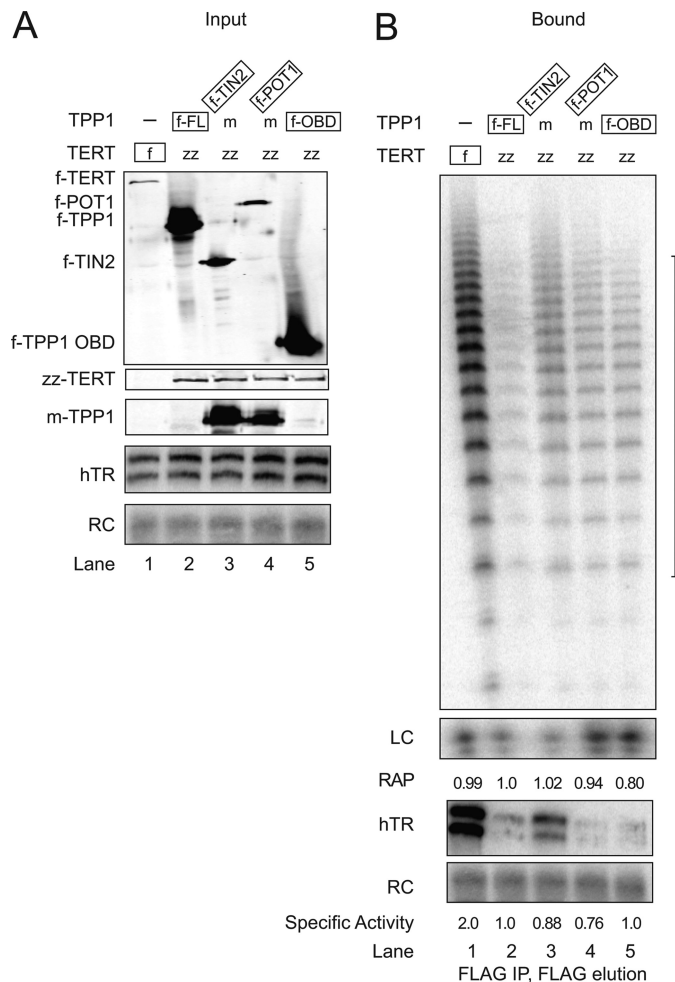 A
Input
f-TIN2
f-POT1
TPP1 – f-FL m m f-OBD
TERT f zz zz zz zz
f-TERT
f-POT1
f-TPP1
f-TIN2
f-TPP1 OBD
zz-TERT
m-TPP1
hTR
RC
Lane 1 2 3 4 5
B
Bound
f-TIN2
f-POT1
TPP1 – f-FL m m f-OBD
TERT f zz zz zz zz
LC
RAP 0.99 1.0 1.02 0.94 0.80
hTR
RC
Specific Activity 2.0 1.0 0.88 0.76 1.0
Lane 1 2 3 4 5
FLAG IP, FLAG elution